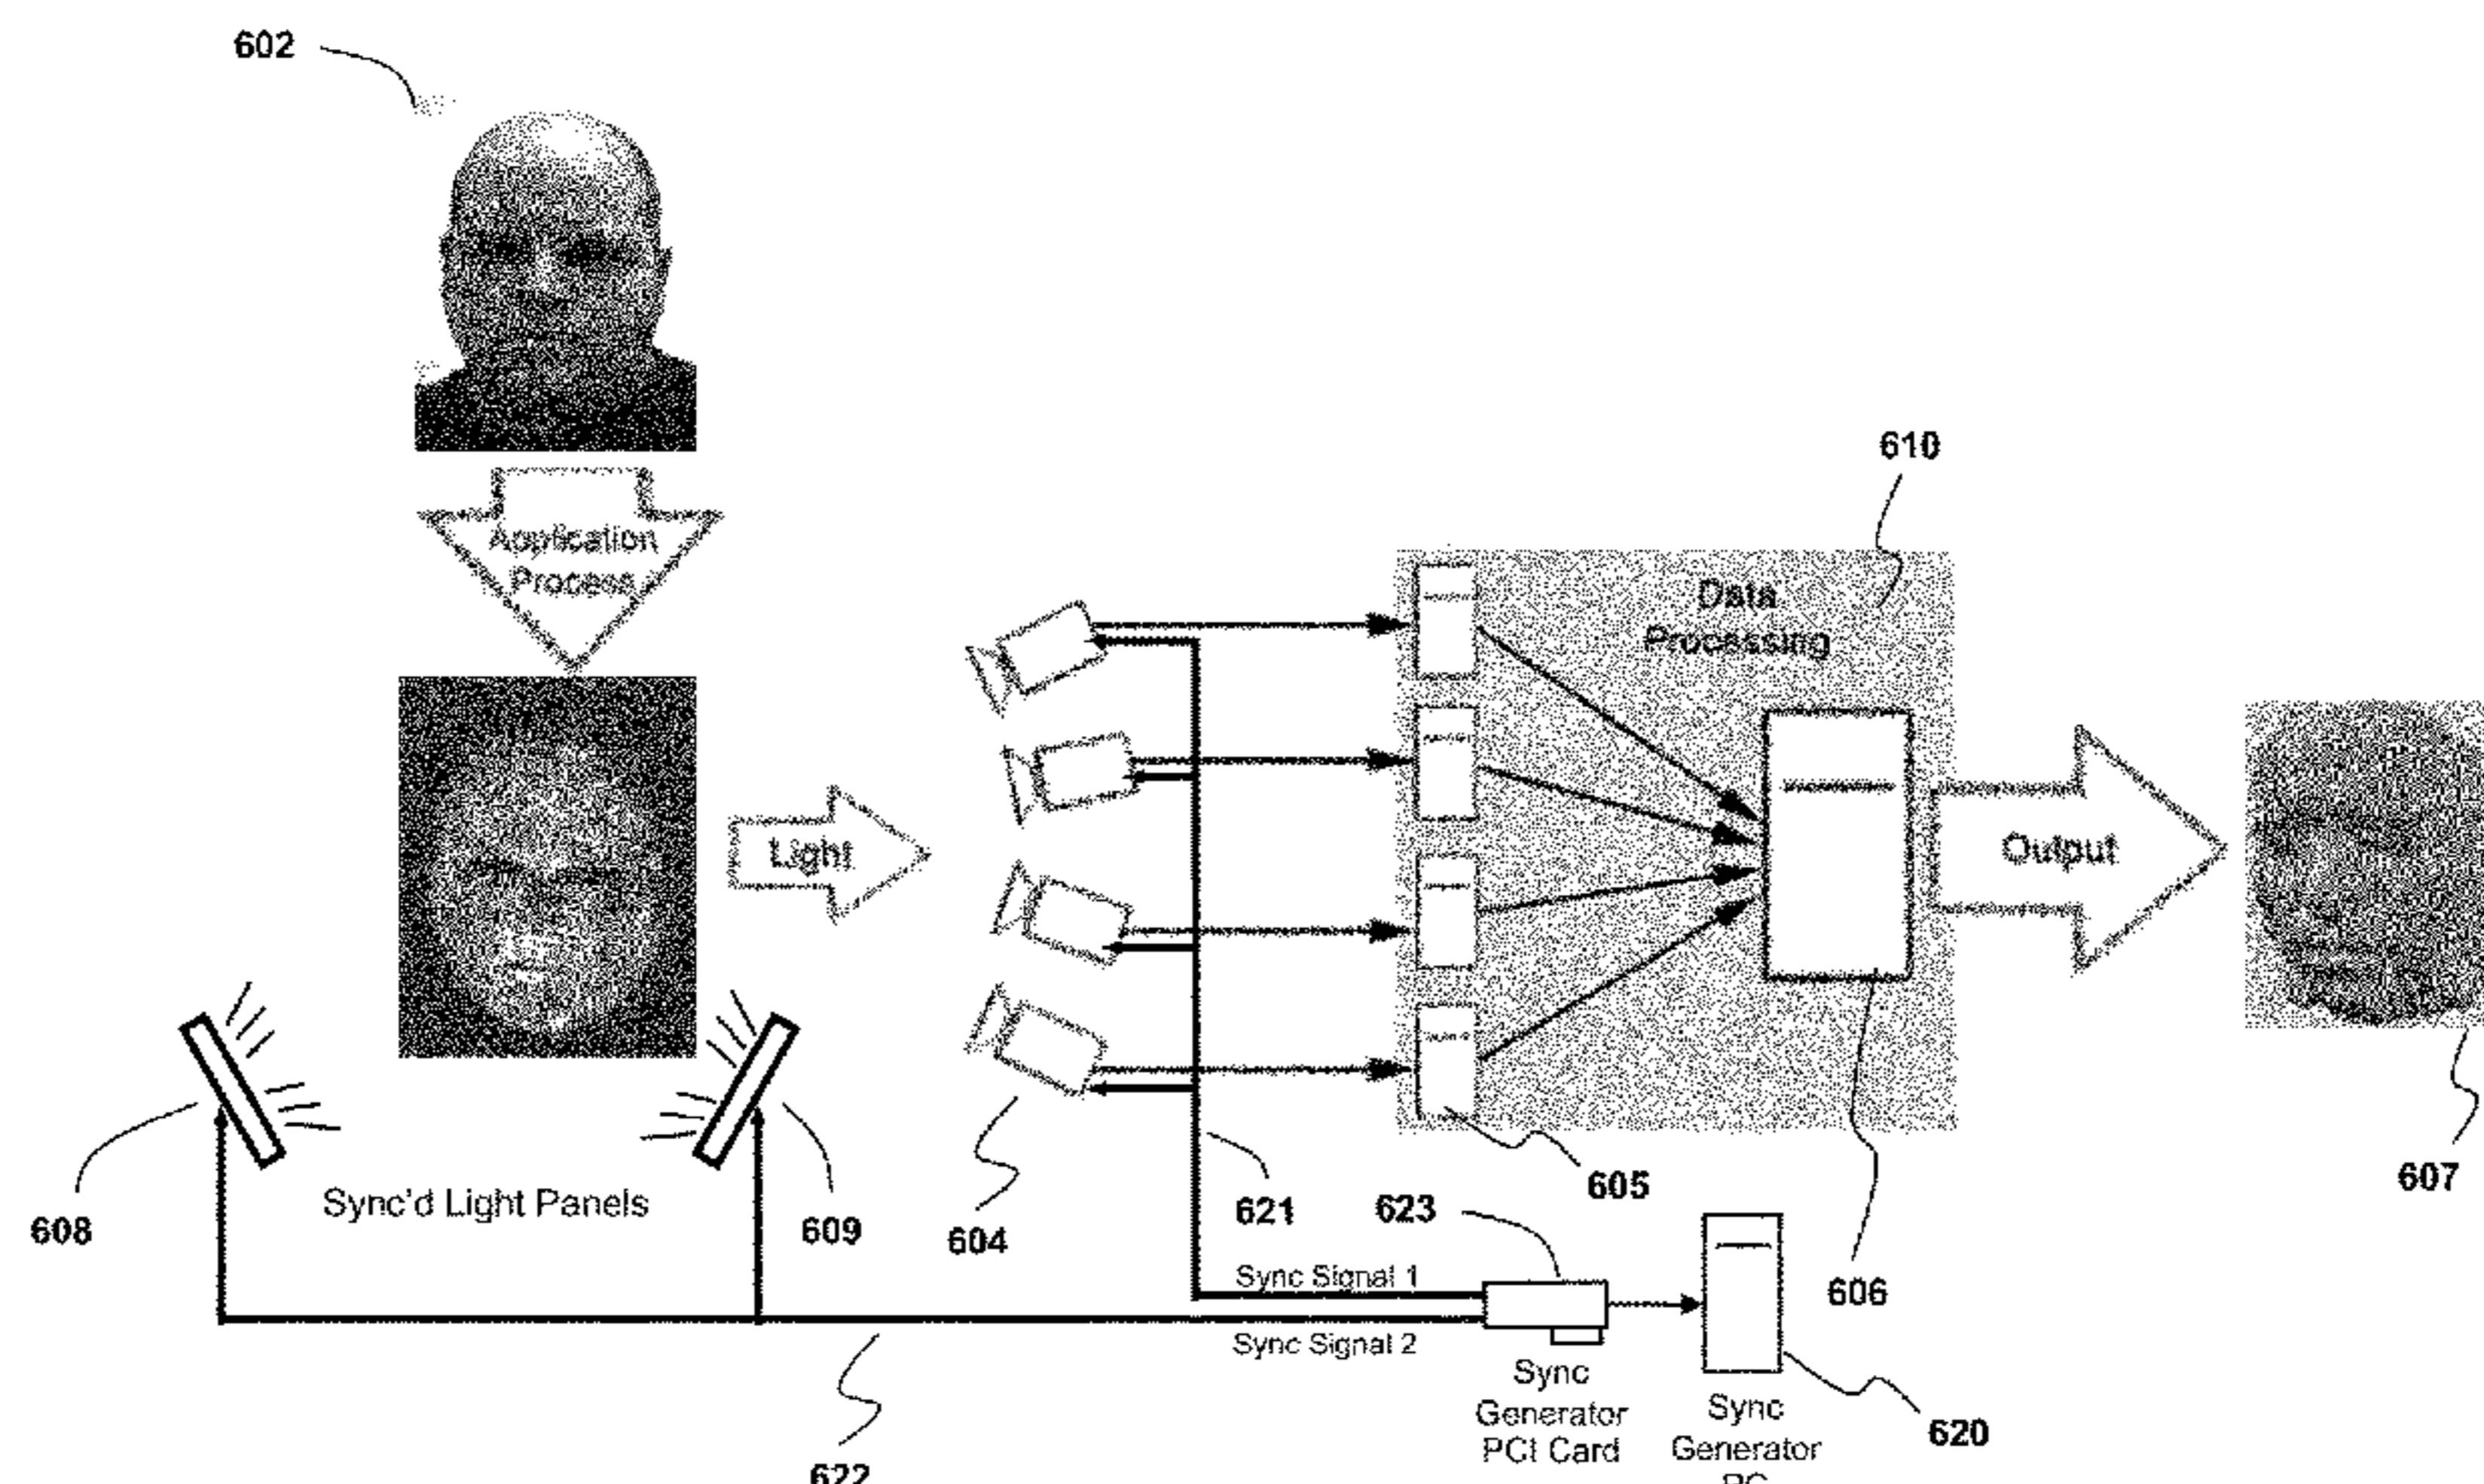 602
Application
Process
610
Data
Processing
Light
Output
608
Sync'd Light Panels
609
604
621
605
623
607
606
Sync Signal 1
Sync Signal 2
Sync
Generator
PCI Card
Sync
Generator
PC
620
622